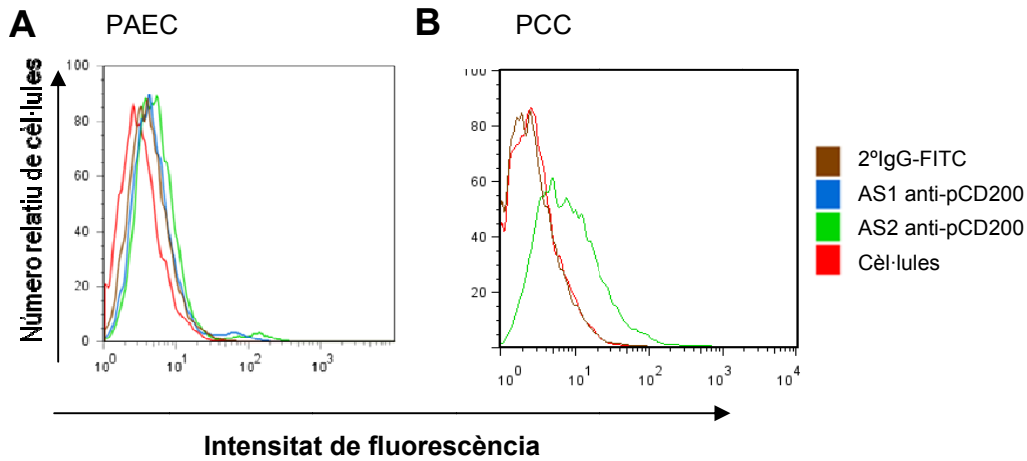 A
PAEC
B
PCC
Número relatiu de cèl·lules
100
80
60
40
20
0
10⁰
10¹
10²
10³
100
80
60
40
20
10⁰
10¹
10²
10³
10⁴
2ºIgG-FITC
AS1 anti-pCD200
AS2 anti-pCD200
Cèl·lules
Intensitat de fluorescència